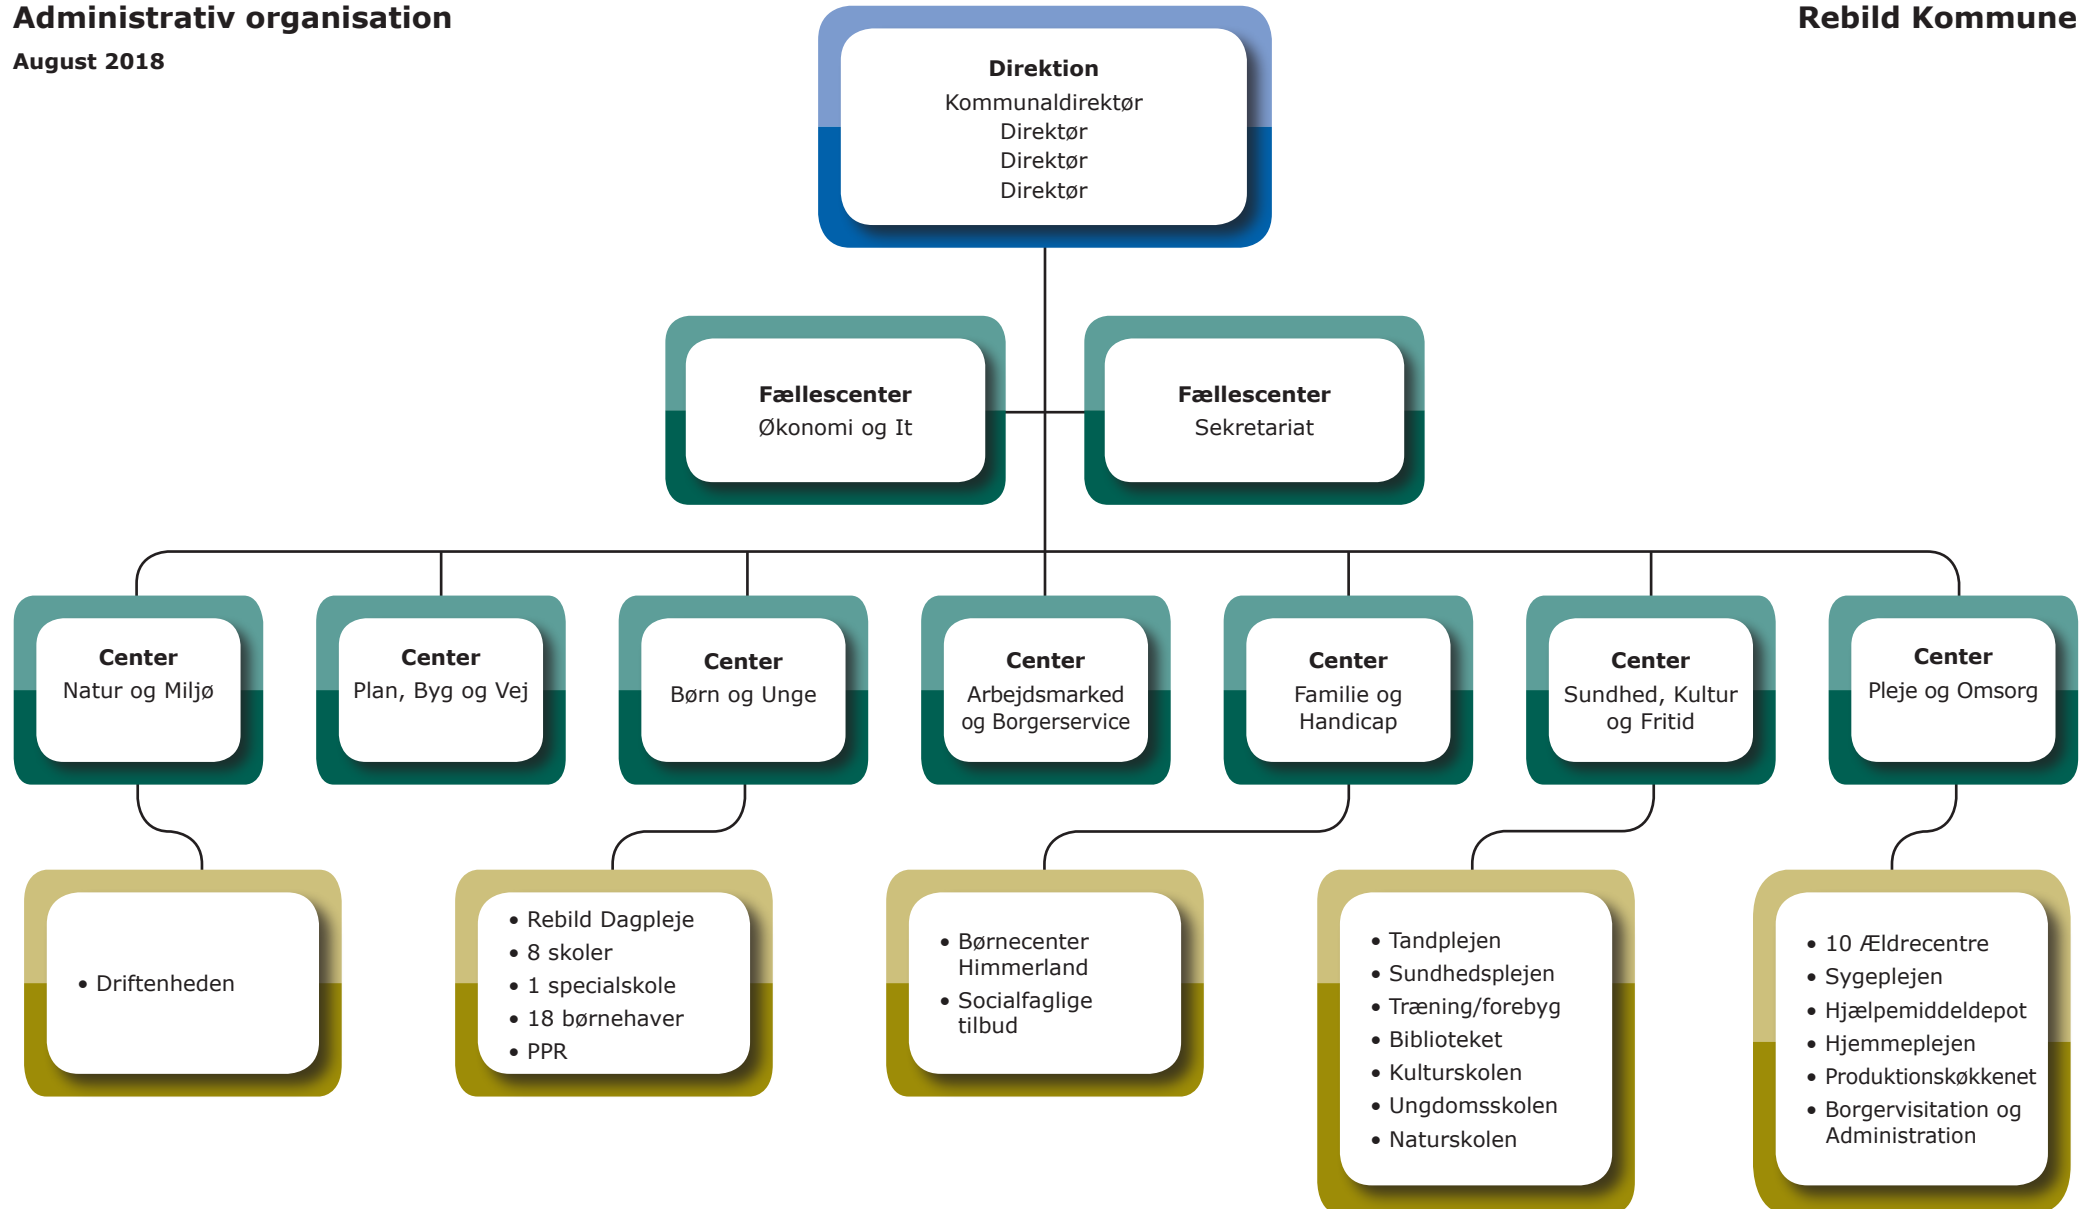 Administrativ organisation
August 2018
Rebild Kommune
Direktion
Kommunaldirektør
Direktør
Direktør
Direktør
Fællescenter
Økonomi og It
Fællescenter
Sekretariat
Center
Natur og Miljø
Center
Plan, Byg og Vej
Center
Børn og Unge
Center
Arbejdsmarked
og Borgerservice
Center
Familie og
Handicap
Center
Sundhed, Kultur
og Fritid
Center
Pleje og Omsorg
• Driftenheden
• Rebild Dagpleje
• 8 skoler
• 1 specialskole
• 18 børnehaver
• PPR
• Børnecenter
Himmerland
• Socialfaglige
tilbud
• Tandplejen
• Sundhedsplejen
• Træning/forebyg
• Biblioteket
• Kulturskolen
• Ungdomsskolen
• Naturskolen
• 10 Ældrecentre
• Sygeplejen
• Hjælpemiddeldepot
• Hjemmeplejen
• Produktionskøkkenet
• Borgervisitation og
Administration